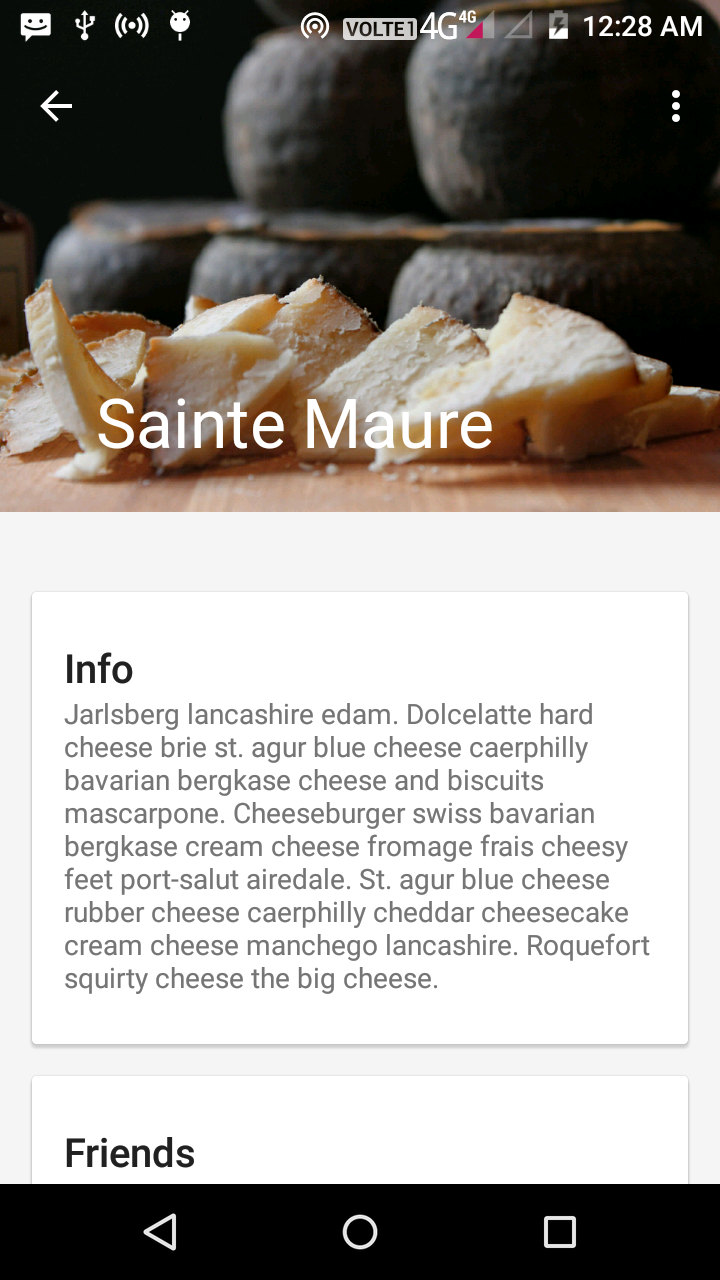 VOLTE1 4G 4G 12:28 AM
Sainte Maure
Info
Jarlsberg lancashire edam. Dolcelatte hard
cheese brie st. agur blue cheese caerphilly
bavarian bergkase cheese and biscuits
mascarpone. Cheeseburger swiss bavarian
bergkase cream cheese fromage frais cheesy
feet port-salut airedale. St. agur blue cheese
rubber cheese caerphilly cheddar cheesecake
cream cheese manchego lancashire. Roquefort
squirty cheese the big cheese.
Friends